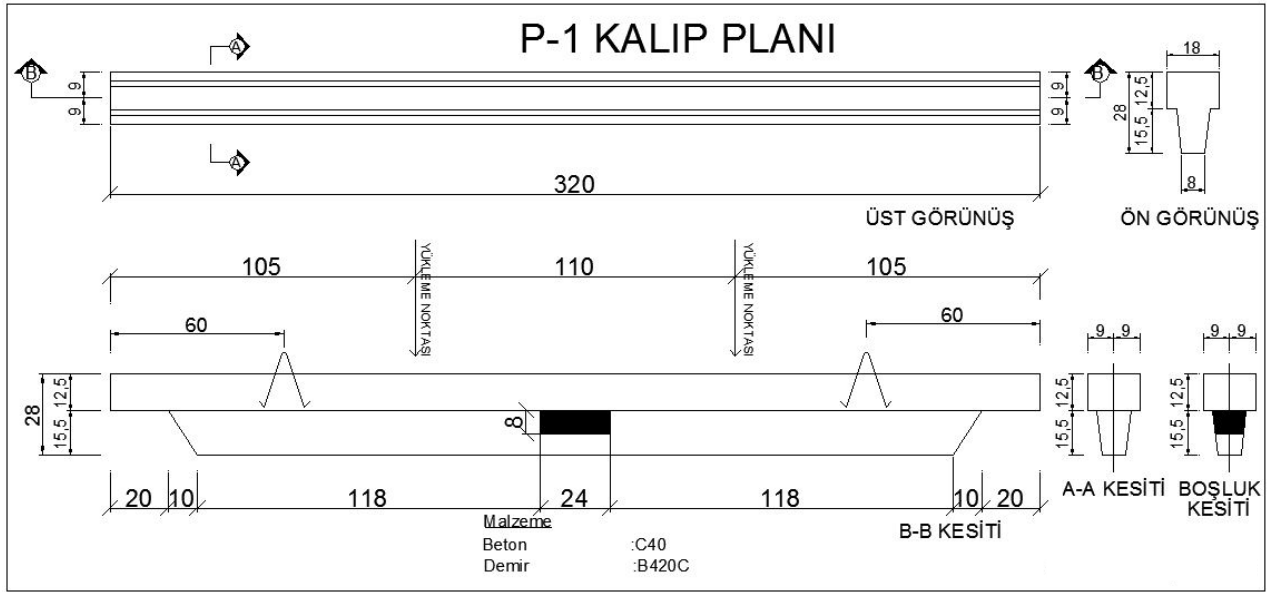 P-1 KALIP PLANI
A
B
B
9
9
9
9
A
320
ÜST GÖRÜNÜŞ
18
28
12,5
15,5
8
ÖN GÖRÜNÜŞ
105
YÜKLEME NOKTASI
110
YÜKLEME NOKTASI
105
60
60
28
12,5
15,5
8
20
10
118
24
118
10
20
B-B KESİTİ
9 9
12,5
15,5
A-A KESİTİ
9 9
12,5
15,5
BOŞLUK
KESİTİ
Malzeme
Beton :C40
Demir :B420C